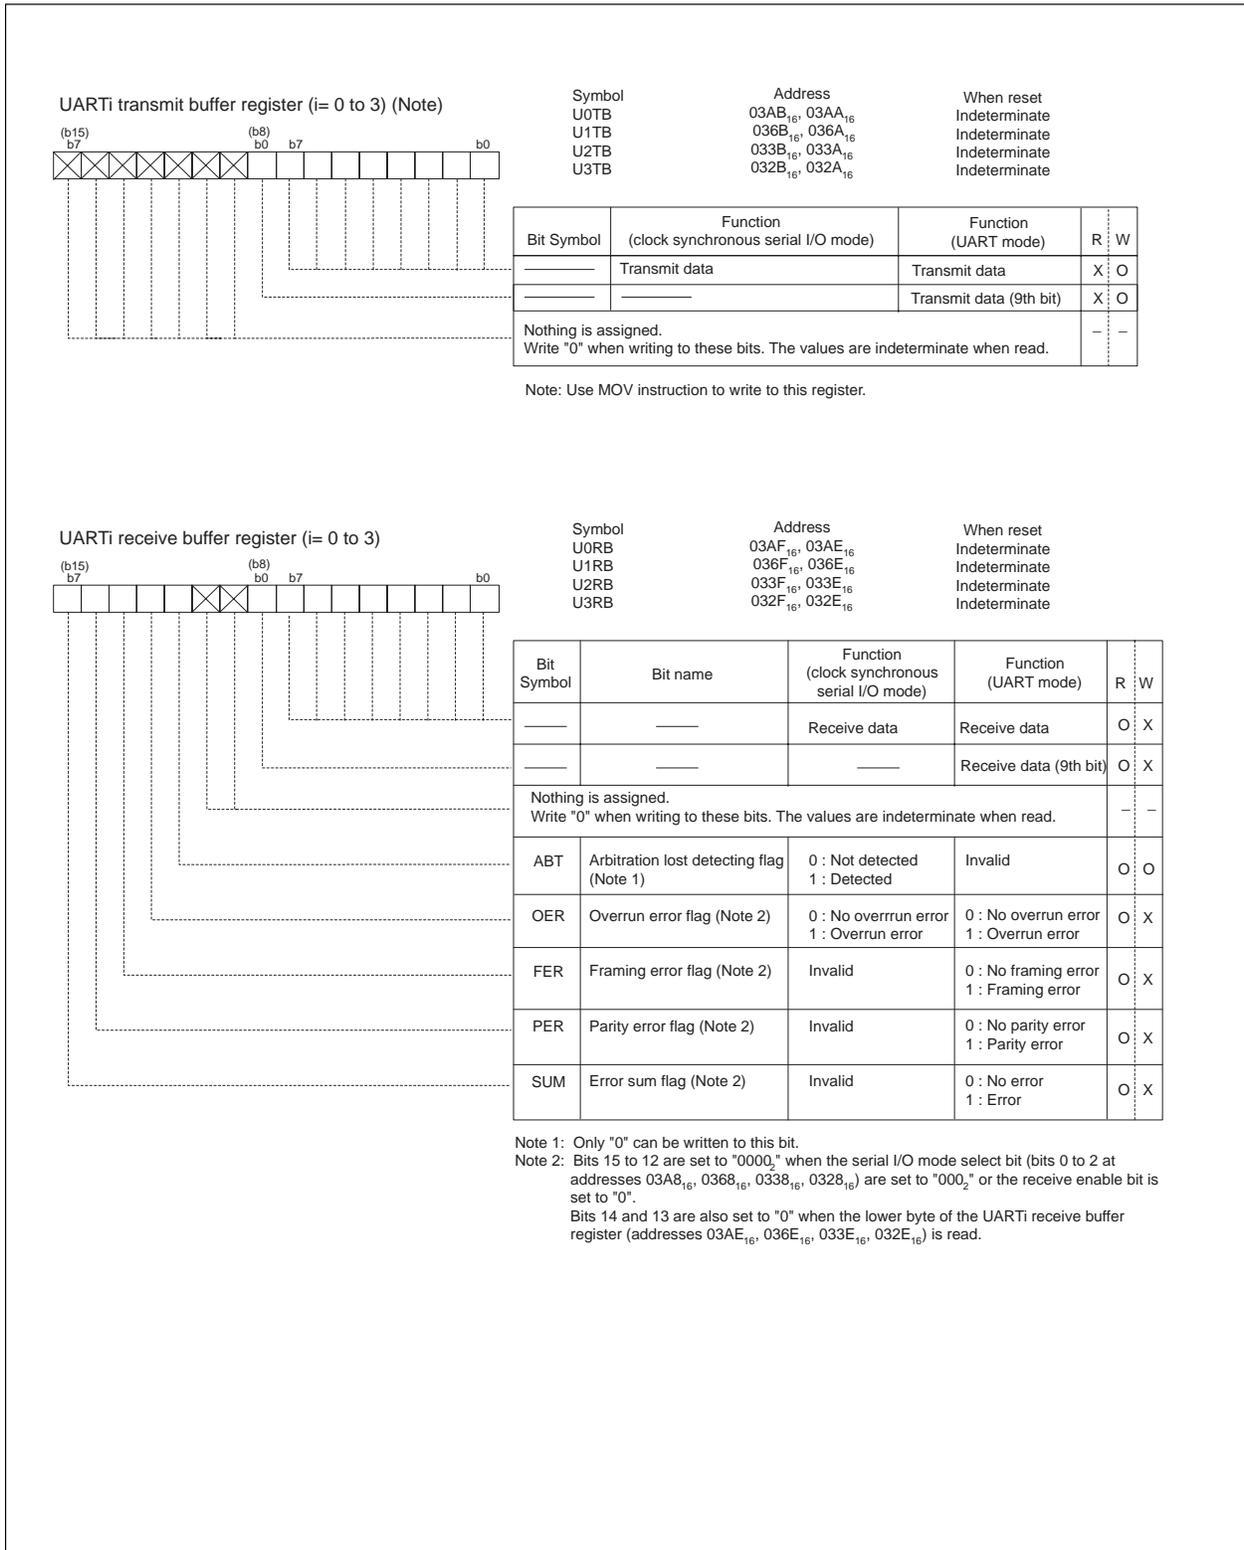 UARTi transmit buffer register (i= 0 to 3) (Note)
Symbol Address When reset
U0TB 03AB16, 03AA16 Indeterminate
U1TB 036B16, 036A16 Indeterminate
U2TB 033B16, 033A16 Indeterminate
U3TB 032B16, 032A16 Indeterminate
(b15) (b8)
b7 b0 b7 b0
Bit Symbol Function (clock synchronous serial I/O mode) Function (UART mode) R W
Transmit data Transmit data X O
Transmit data (9th bit) X O
Nothing is assigned. – –
Write "0" when writing to these bits. The values are indeterminate when read.
Note: Use MOV instruction to write to this register.
UARTi receive buffer register (i= 0 to 3)
Symbol Address When reset
U0RB 03AF16, 03AE16 Indeterminate
U1RB 036F16, 036E16 Indeterminate
U2RB 033F16, 033E16 Indeterminate
U3RB 032F16, 032E16 Indeterminate
(b15) (b8)
b7 b0 b7 b0
Bit Symbol Bit name Function (clock synchronous serial I/O mode) Function (UART mode) R W
Receive data Receive data O X
Receive data (9th bit) O X
Nothing is assigned.
Write "0" when writing to these bits. The values are indeterminate when read. – –
ABT Arbitration lost detecting flag (Note 1) 0 : Not detected 1 : Detected Invalid O O
OER Overrun error flag (Note 2) 0 : No overrrun error 1 : Overrun error 0 : No overrun error 1 : Overrun error O X
FER Framing error flag (Note 2) Invalid 0 : No framing error 1 : Framing error O X
PER Parity error flag (Note 2) Invalid 0 : No parity error 1 : Parity error O X
SUM Error sum flag (Note 2) Invalid 0 : No error 1 : Error O X
Note 1: Only "0" can be written to this bit.
Note 2: Bits 15 to 12 are set to "00002" when the serial I/O mode select bit (bits 0 to 2 at
addresses 03A816, 036816, 033816, 032816) are set to "0002" or the receive enable bit is
set to "0".
Bits 14 and 13 are also set to "0" when the lower byte of the UARTi receive buffer
register (addresses 03AE16, 036E16, 033E16, 032E16) is read.